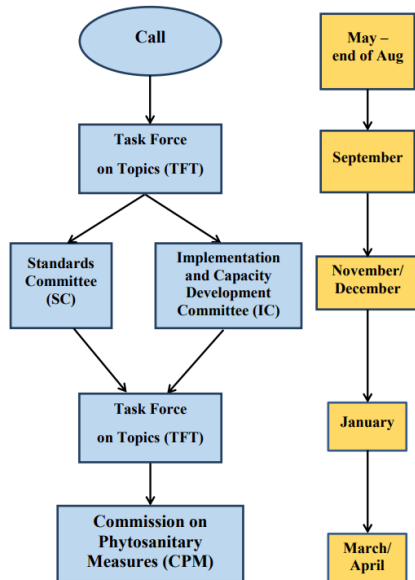 Call
May –
end of Aug
Task Force
on Topics (TFT)
September
Standards
Committee
(SC)
Implementation
and Capacity
Development
Committee (IC)
November/
December
Task Force
on Topics (TFT)
January
Commission on
Phytosanitary
Measures (CPM)
March/
April